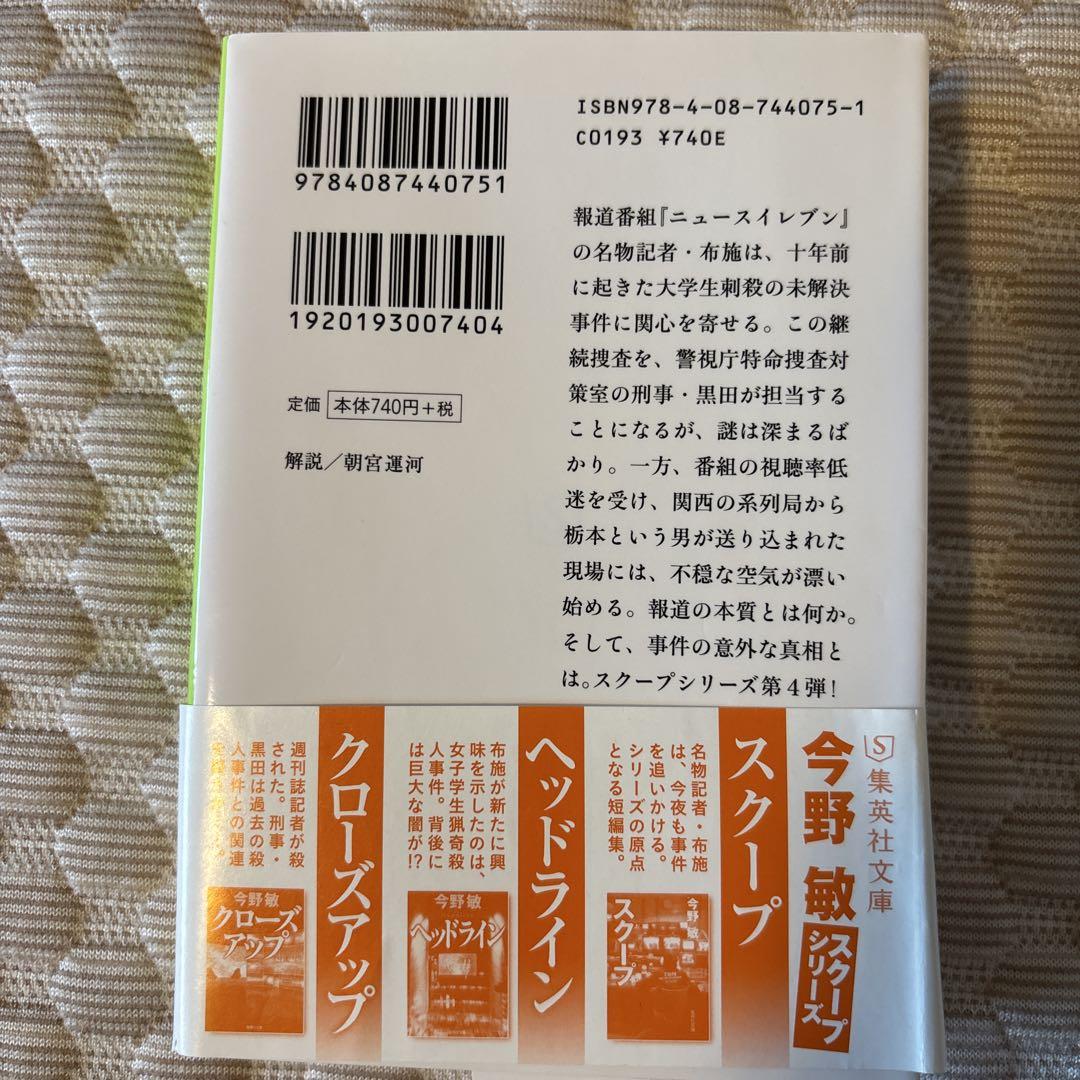 ISBN978-4-08-744075-1
C0193 ¥740E
9784087440751
1920193007404
定価 本体740円+税
解説／朝宮運河
報道番組『ニュースイレブン』
の名物記者・布施は、十年前
に起きた大学生刺殺の未解決
事件に関心を寄せる。この継
続捜査を、警視庁特命捜査対
策室の刑事・黒田が担当する
ことになるが、謎は深まるば
かり。一方、番組の視聴率低
迷を受け、関西の系列局から
栃本という男が送り込まれた
現場には、不穏な空気が漂い
始める。報道の本質とは何か。
そして、事件の意外な真相と
は。スクープシリーズ第4弾!
S 集英社文庫
今野 敏
スクープ
シリーズ
スクープ
名物記者・布施
は、今夜も事件
を追いかける。
シリーズの原点
となる短編集。
今野 敏
スクープ
ヘッドライン
布施が新たに興
味を示したのは、
女子学生猟奇殺
人事件。背後に
は巨大な闇が!?
今野 敏
ヘッドライン
クローズアップ
週刊誌記者が殺
された。刑事・
黒田は過去の殺
人事件との関連
今野 敏
クローズ
アップ